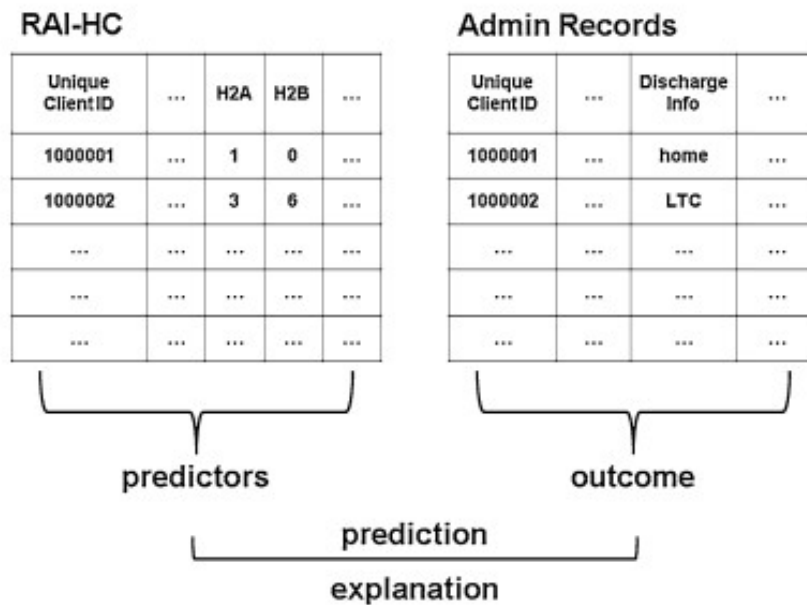 RAI-HC
Unique Client ID ... H2A H2B ...
1000001 ... 1 0 ...
1000002 ... 3 6 ...
... ... ... ... ...
... ... ... ... ...
... ... ... ... ...
predictors
Admin Records
Unique Client ID ... Discharge Info ...
1000001 ... home ...
1000002 ... LTC ...
... ... ... ...
... ... ... ...
... ... ... ...
outcome
prediction
explanation